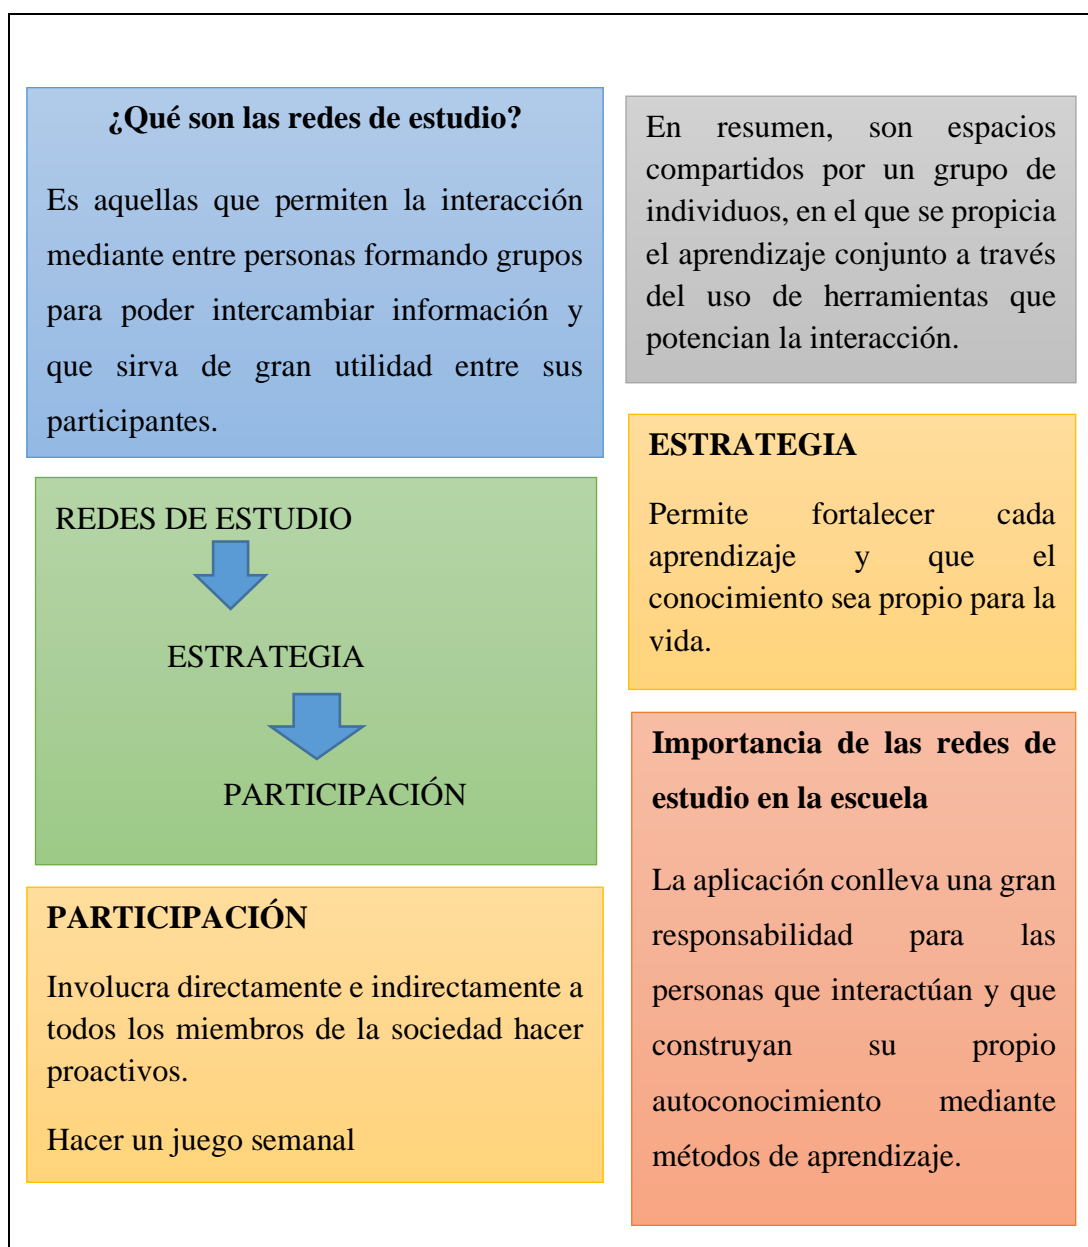 ¿Qué son las redes de estudio?
Es aquellas que permiten la interacción
mediante entre personas formando grupos
para poder intercambiar información y
que sirva de gran utilidad entre sus
participantes.
En resumen, son espacios
compartidos por un grupo de
individuos, en el que se propicia
el aprendizaje conjunto a través
del uso de herramientas que
potencian la interacción.
REDES DE ESTUDIO
ESTRATEGIA
PARTICIPACIÓN
ESTRATEGIA
Permite fortalecer cada
aprendizaje y que el
conocimiento sea propio para la
vida.
PARTICIPACIÓN
Involucra directamente e indirectamente a
todos los miembros de la sociedad hacer
proactivos.
Hacer un juego semanal
Importancia de las redes de
estudio en la escuela
La aplicación conlleva una gran
responsabilidad para las
personas que interactúan y que
construyan su propio
autoconocimiento mediante
métodos de aprendizaje.